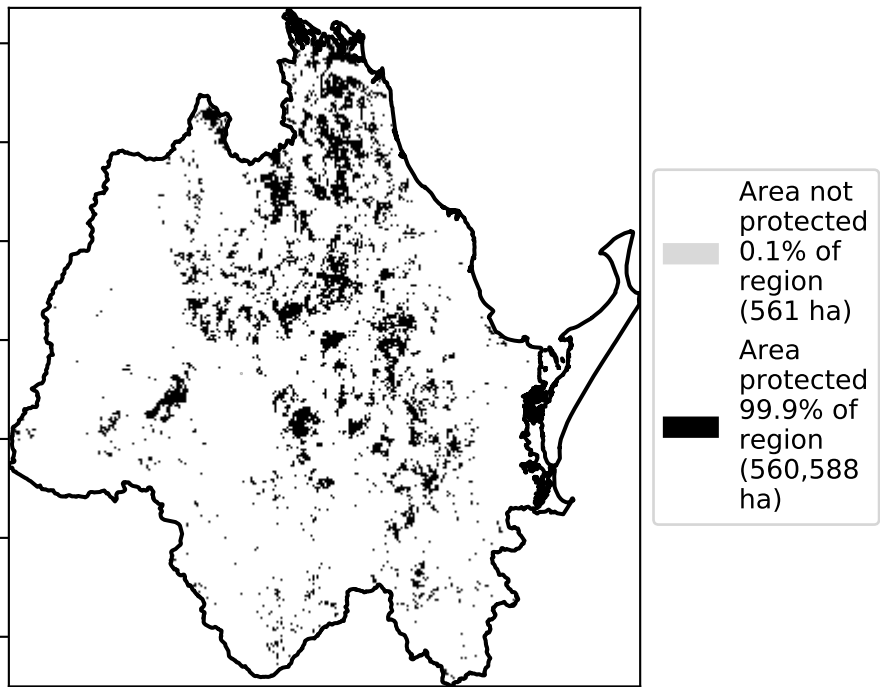 Area not
protected
0.1% of
region
(561 ha)
Area
protected
99.9% of
region
(560,588
ha)